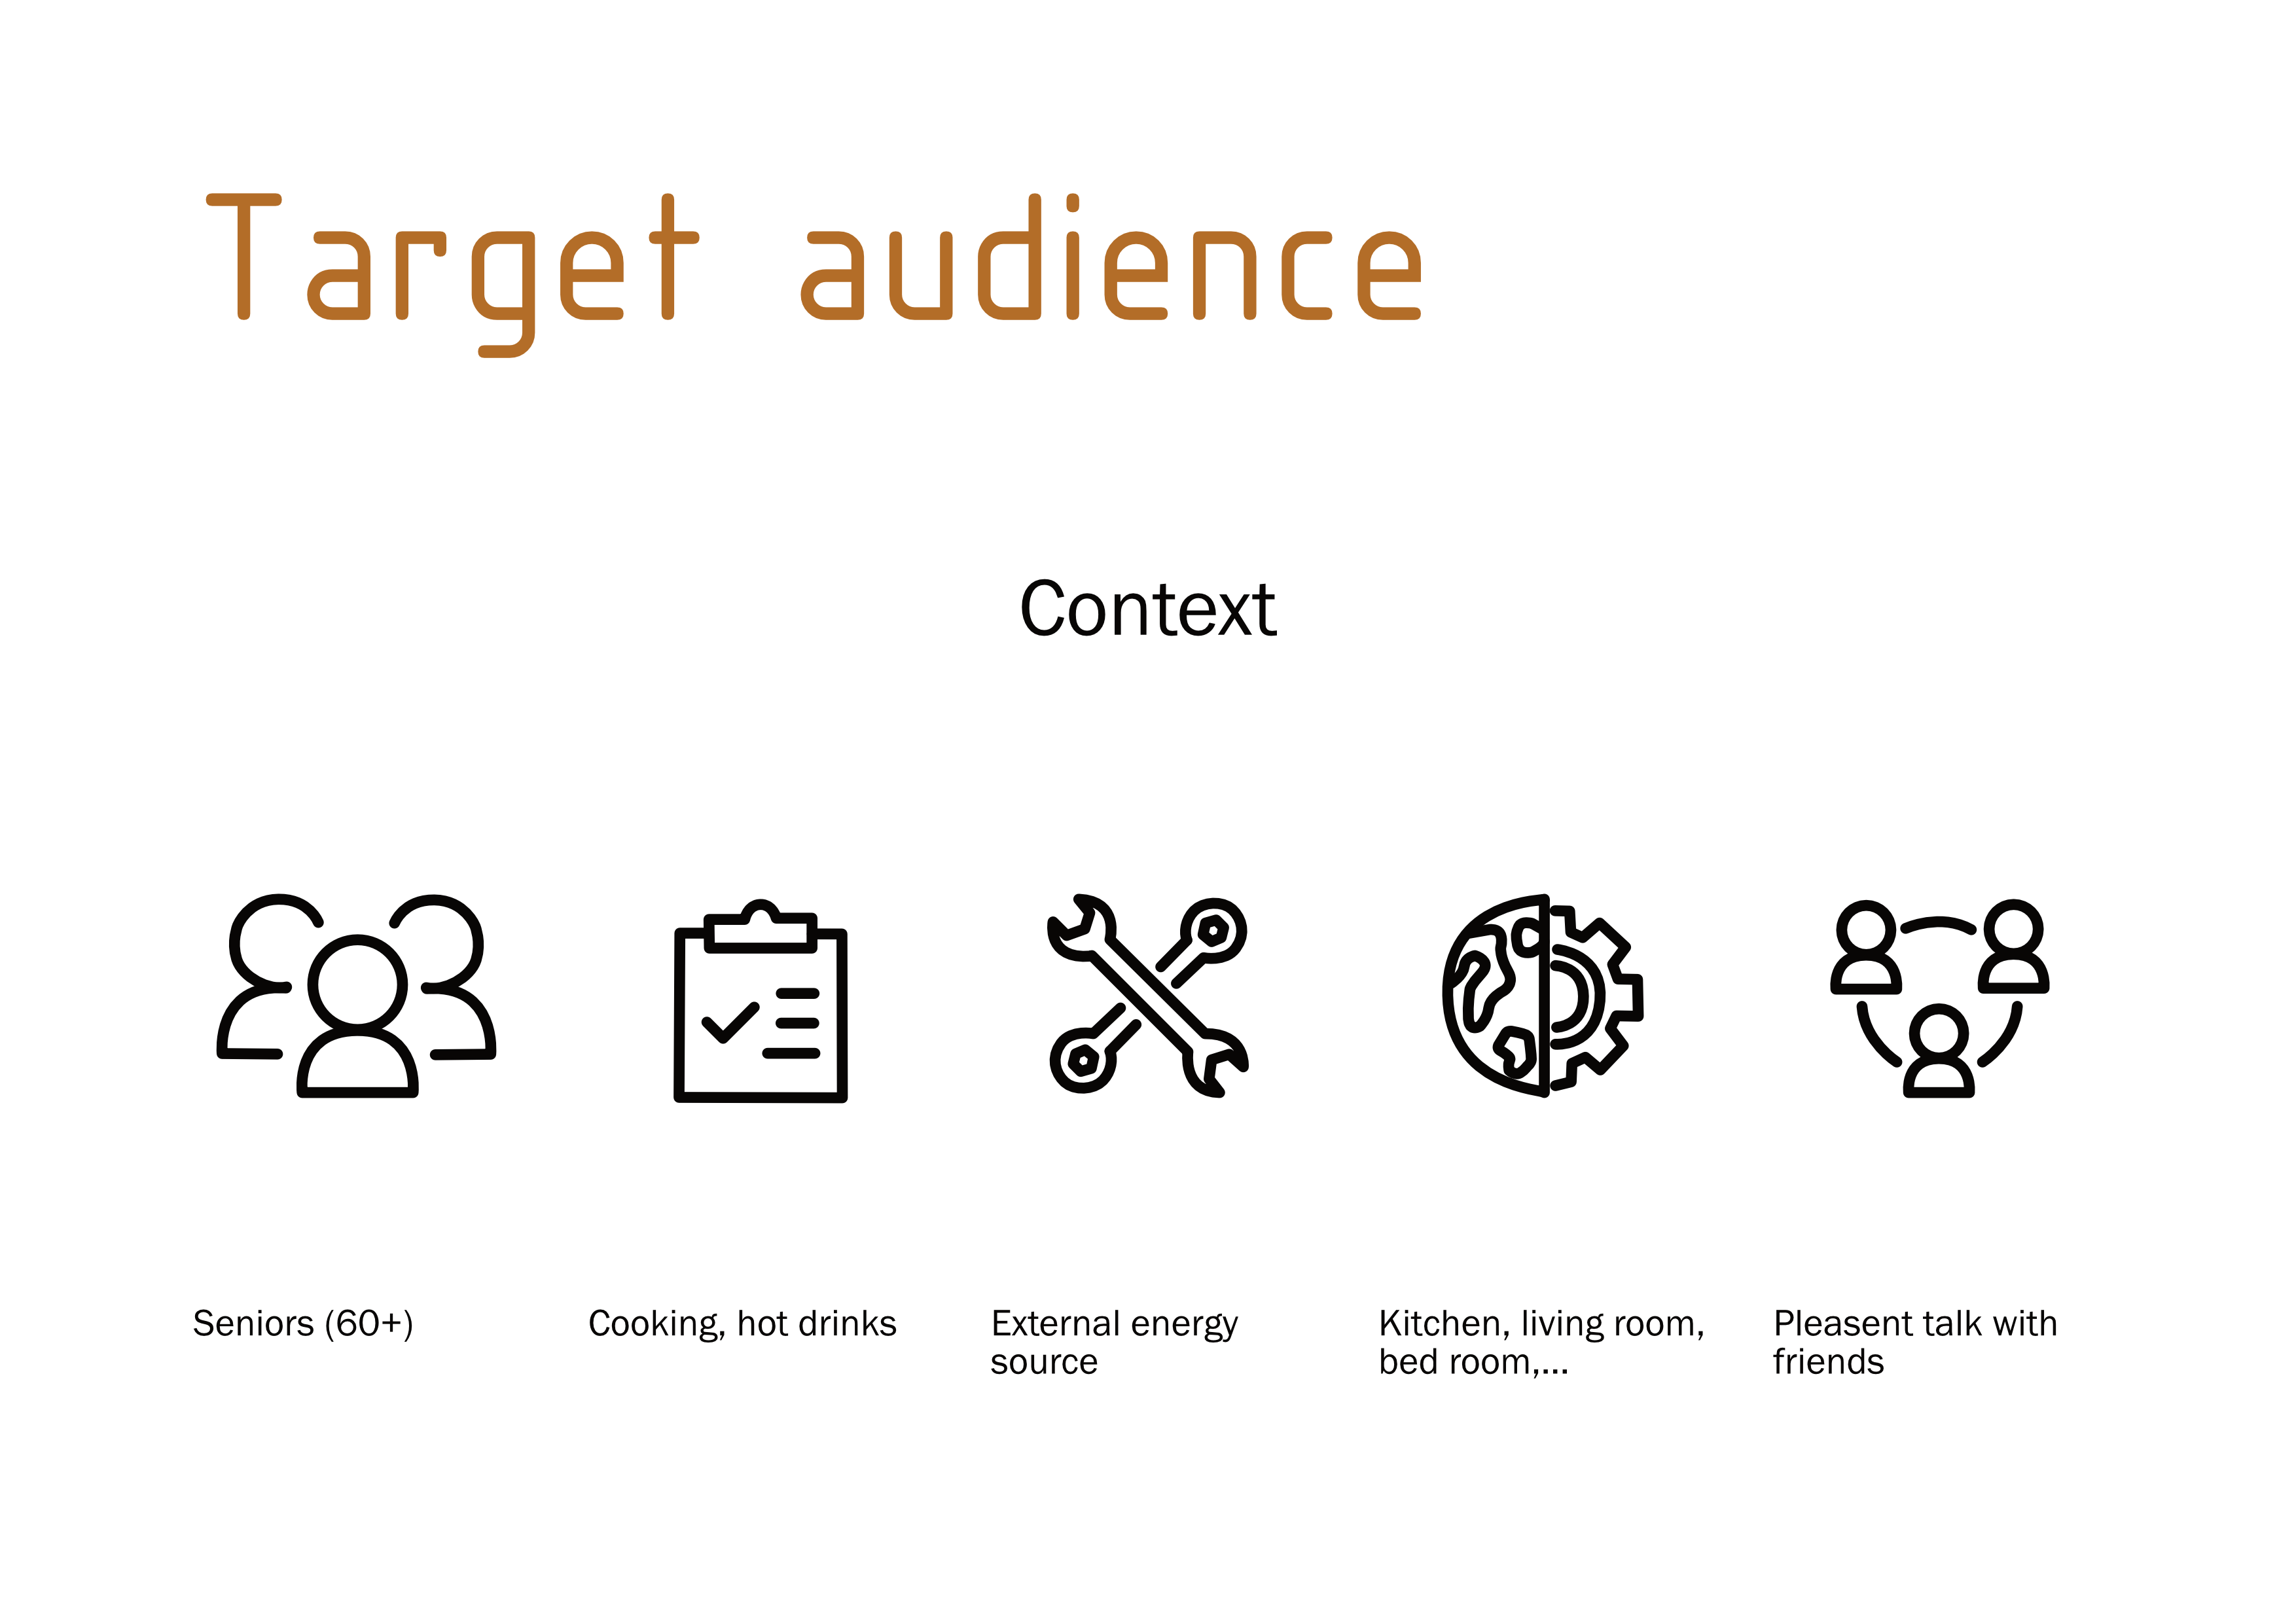 Target audience
Context
Seniors (60+)
Cooking, hot drinks
External energy
source
Kitchen, living room,
bed room,...
Pleasent talk with
friends